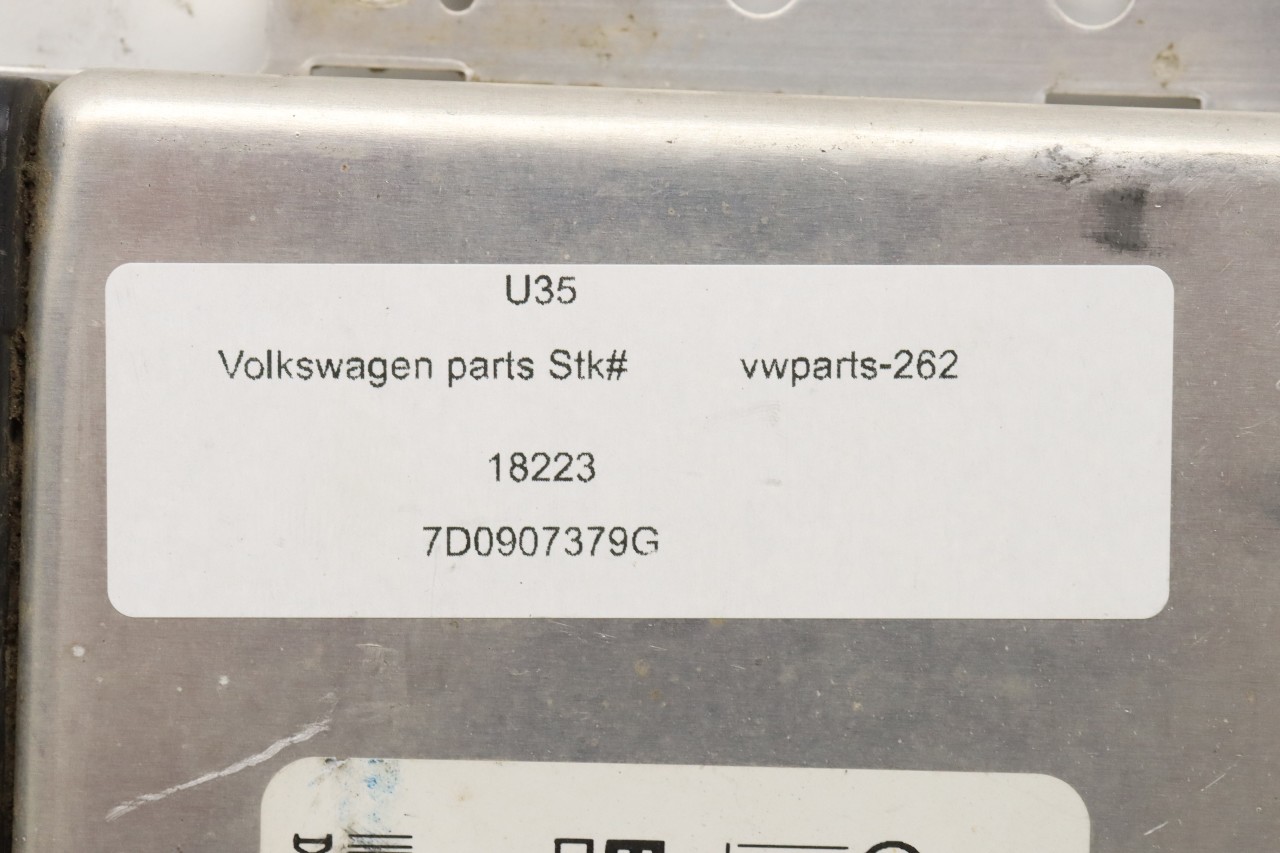 U35
Volkswagen parts Stk# vwparts-262
18223
7D0907379G